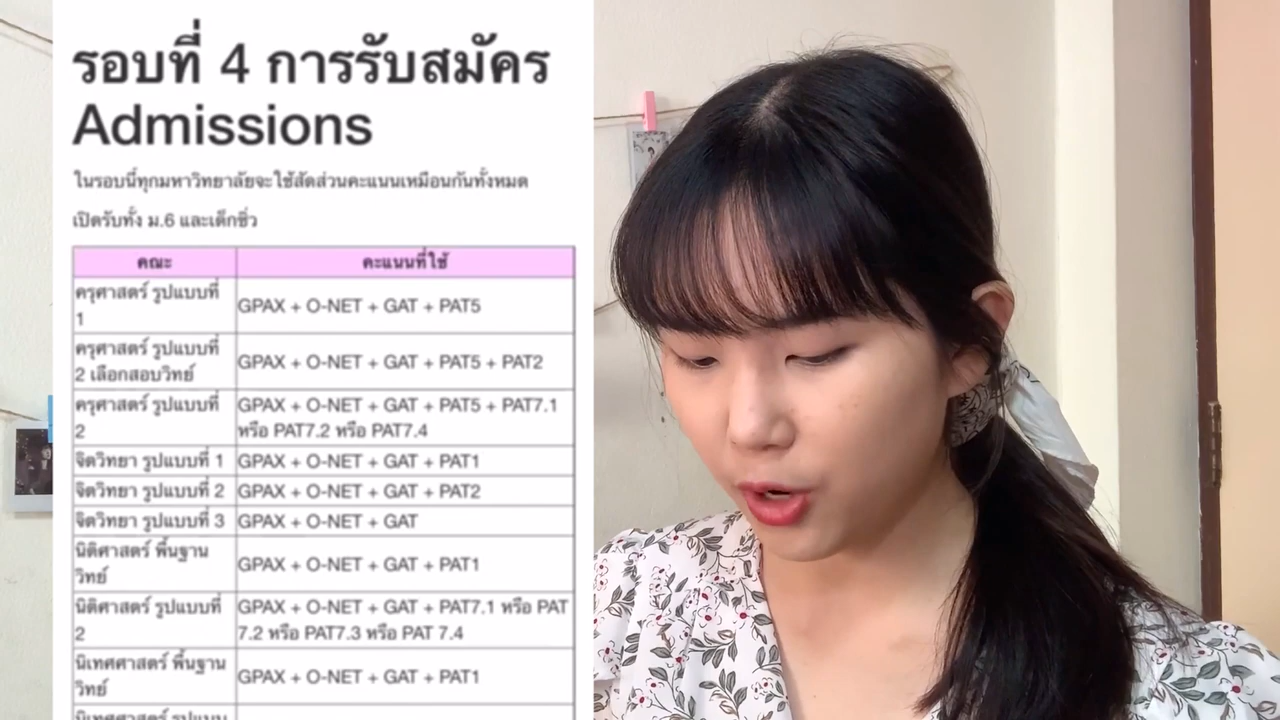 รอบที่ 4 การรับสมัคร
Admissions
ในรอบนี้ทุกมหาวิทยาลัยจะใช้สัดส่วนคะแนนเหมือนกันทั้งหมด
เปิดรับทั้ง ม.6 และเด็กซิ่ว
คณะ คะแนนที่ใช้
ครุศาสตร์ รูปแบบที่
1
GPAX + O-NET + GAT + PAT5
ครุศาสตร์ รูปแบบที่
2 เลือกสอบวิทย์
GPAX + O-NET + GAT + PAT5 + PAT2
ครุศาสตร์ รูปแบบที่
2
GPAX + O-NET + GAT + PAT5 + PAT7.1
หรือ PAT7.2 หรือ PAT7.4
จิตวิทยา รูปแบบที่ 1 GPAX + O-NET + GAT + PAT1
จิตวิทยา รูปแบบที่ 2 GPAX + O-NET + GAT + PAT2
จิตวิทยา รูปแบบที่ 3 GPAX + O-NET + GAT
นิติศาสตร์ พื้นฐาน
วิทย์
GPAX + O-NET + GAT + PAT1
นิติศาสตร์ รูปแบบที่
2
GPAX + O-NET + GAT + PAT7.1 หรือ PAT
7.2 หรือ PAT7.3 หรือ PAT 7.4
นิเทศศาสตร์ พื้นฐาน
วิทย์
GPAX + O-NET + GAT + PAT1